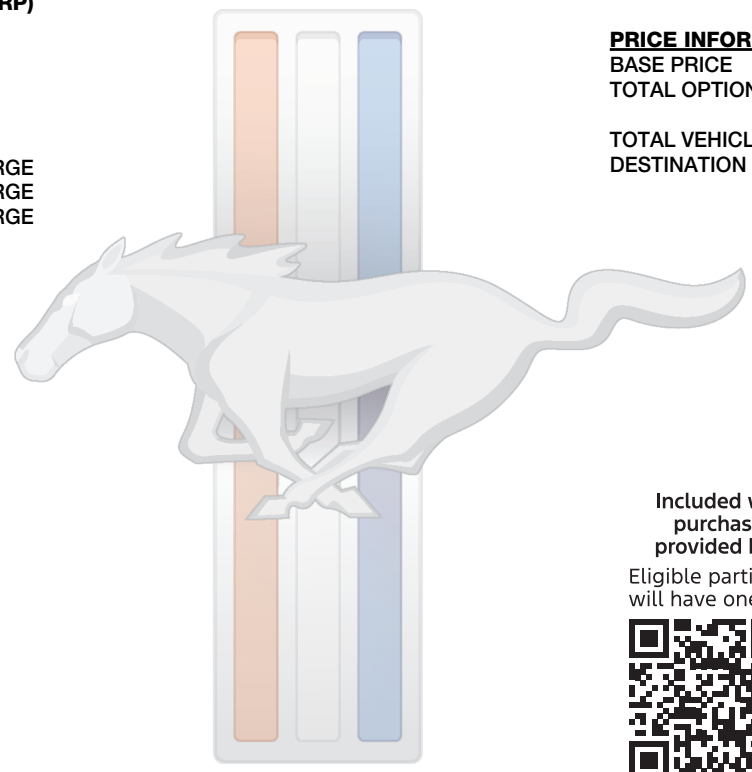 RP)
RGE
RGE
RGE
PRICE INFOR
BASE PRICE
TOTAL OPTION
TOTAL VEHICL
DESTINATION
Included
purchas
provided
Eligible parti
will have one